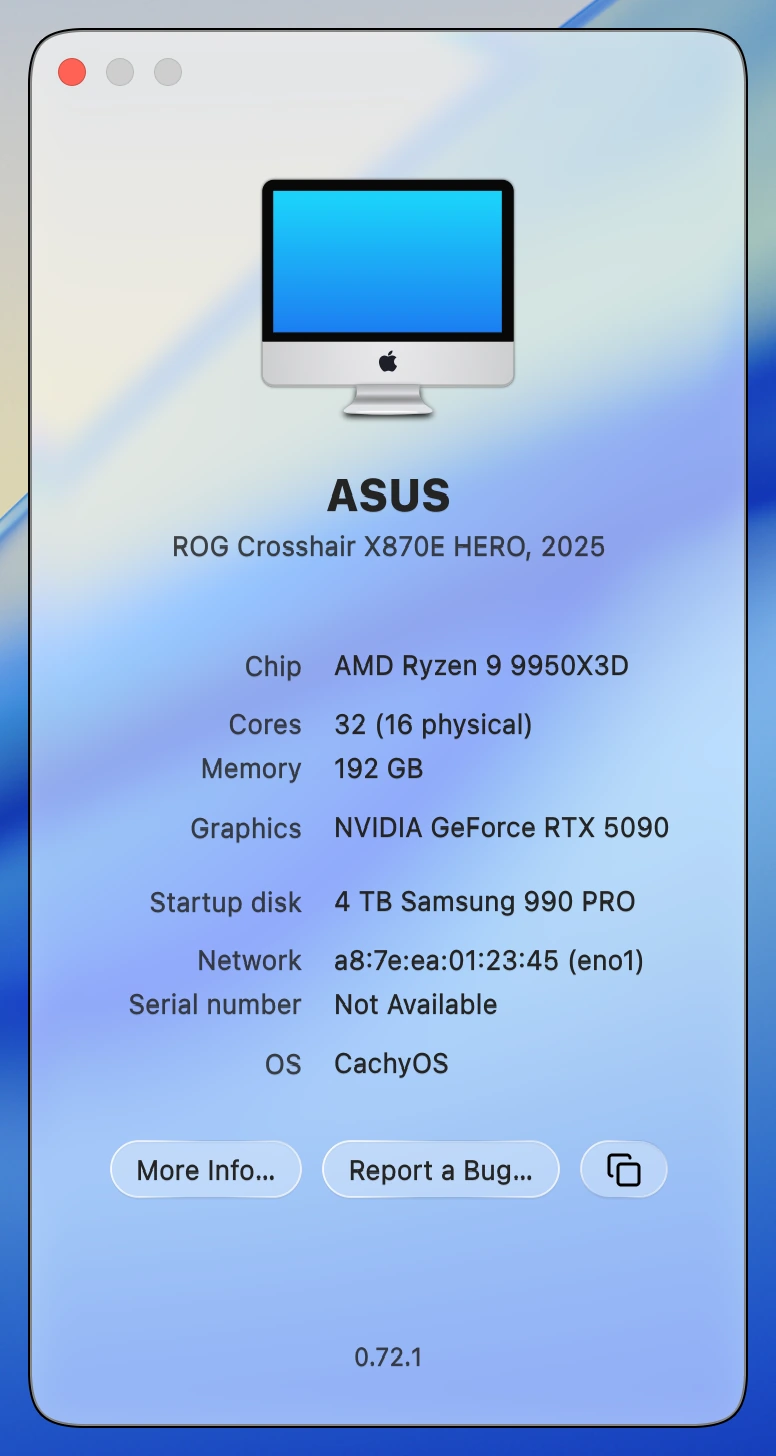 ASUS
ROG Crosshair X870E HERO, 2025
Chip AMD Ryzen 9 9950X3D
Cores 32 (16 physical)
Memory 192 GB
Graphics NVIDIA GeForce RTX 5090
Startup disk 4 TB Samsung 990 PRO
Network a8:7e:ea:01:23:45 (eno1)
Serial number Not Available
OS CachyOS
More Info... Report a Bug...
0.72.1